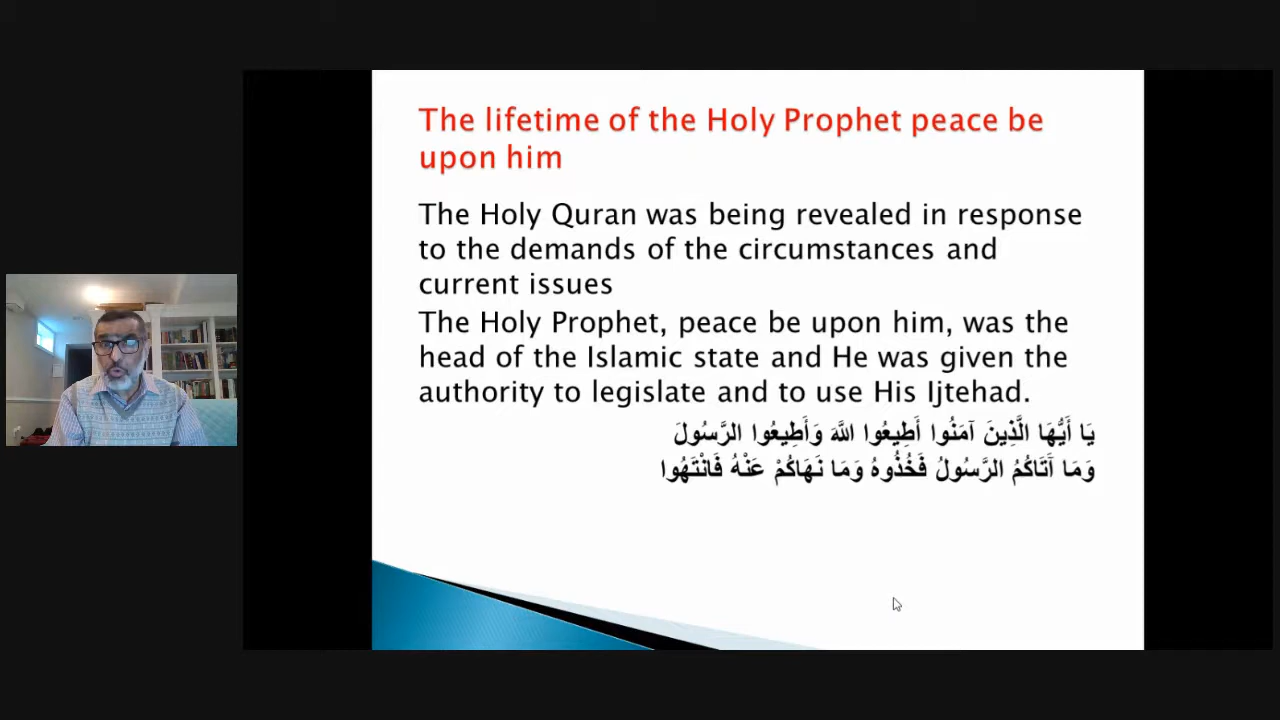 The lifetime of the Holy Prophet peace be
upon him
The Holy Quran was being revealed in response
to the demands of the circumstances and
current issues
The Holy Prophet, peace be upon him, was the
head of the Islamic state and He was given the
authority to legislate and to use His Ijtehad.
يَا أَيُّهَا الَّذِينَ آمَنُوا أَطِيعُوا اللَّهَ وَأَطِيعُوا الرَّسُولَ
وَمَا آتَاكُمُ الرَّسُولُ فَخُذُوهُ وَمَا نَهَاكُمْ عَنْهُ فَانْتَهُوا